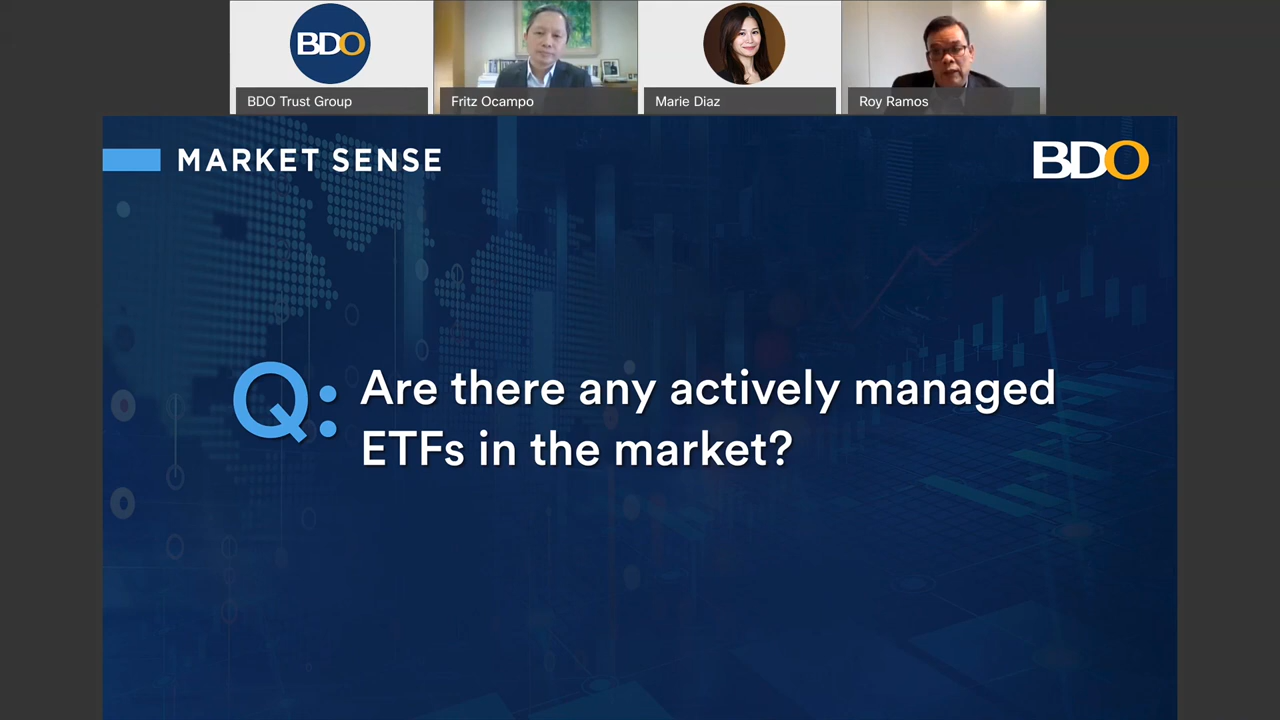 BDO
BDO Trust Group
Fritz Ocampo
Marie Diaz
Roy Ramos
MARKET SENSE
BDO
Q: Are there any actively managed
ETFs in the market?